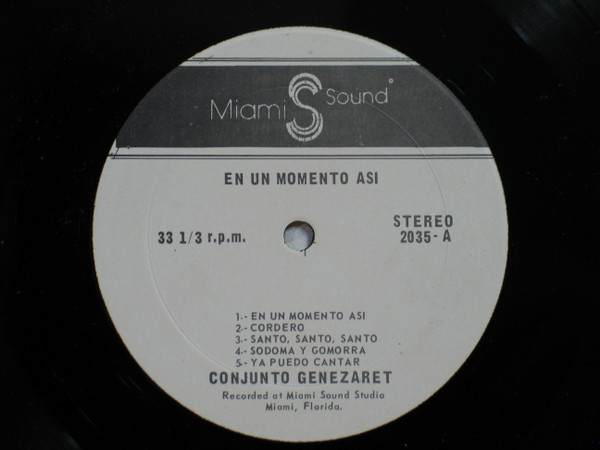 Miami S Sound
EN UN MOMENTO ASI
STEREO
33 1/3 r.p.m.
2035-A
1.- EN UN MOMENTO ASI
2.- CORDERO
3.- SANTO, SANTO, SANTO
4.- SODOMA Y GOMORRA
5.- YA PUEDO CANTAR
CONJUNTO GENEZARET
Recorded at Miami Sound Studio
Miami, Florida.